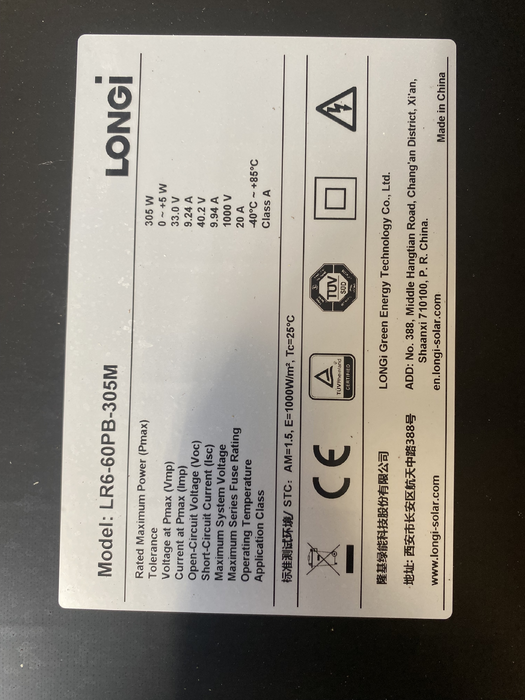 LONGi
Model: LR6-60PB-305M
Rated Maximum Power (Pmax) 305 W
Tolerance 0 ~ +5 W
Voltage at Pmax (Vmp) 33.0 V
Current at Pmax (Imp) 9.24 A
Open-Circuit Voltage (Voc) 40.2 V
Short-Circuit Current (Isc) 9.94 A
Maximum System Voltage 1000 V
Maximum Series Fuse Rating 20 A
Operating Temperature -40°C ~ +85°C
Application Class Class A
标准测试环境/ STC: AM=1.5, E=1000W/m², Tc=25°C
CE
TÜVRheinland
CERTIFIED
TÜV
SÜD
隆基绿能科技股份有限公司 LONGi Green Energy Technology Co., Ltd.
地址: 西安市长安区航天中路388号 ADD: No. 388, Middle Hangtian Road, Chang'an District, Xi'an,
Shaanxi 710100, P. R. China.
www.longi-solar.com en.longi-solar.com
Made in China